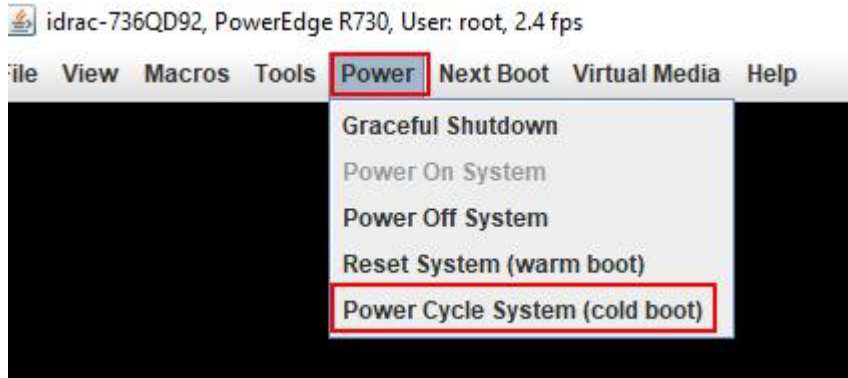 idrac-736QD92, PowerEdge R730, User: root, 2.4 fps
File View Macros Tools Power Next Boot Virtual Media Help
Graceful Shutdown
Power On System
Power Off System
Reset System (warm boot)
Power Cycle System (cold boot)